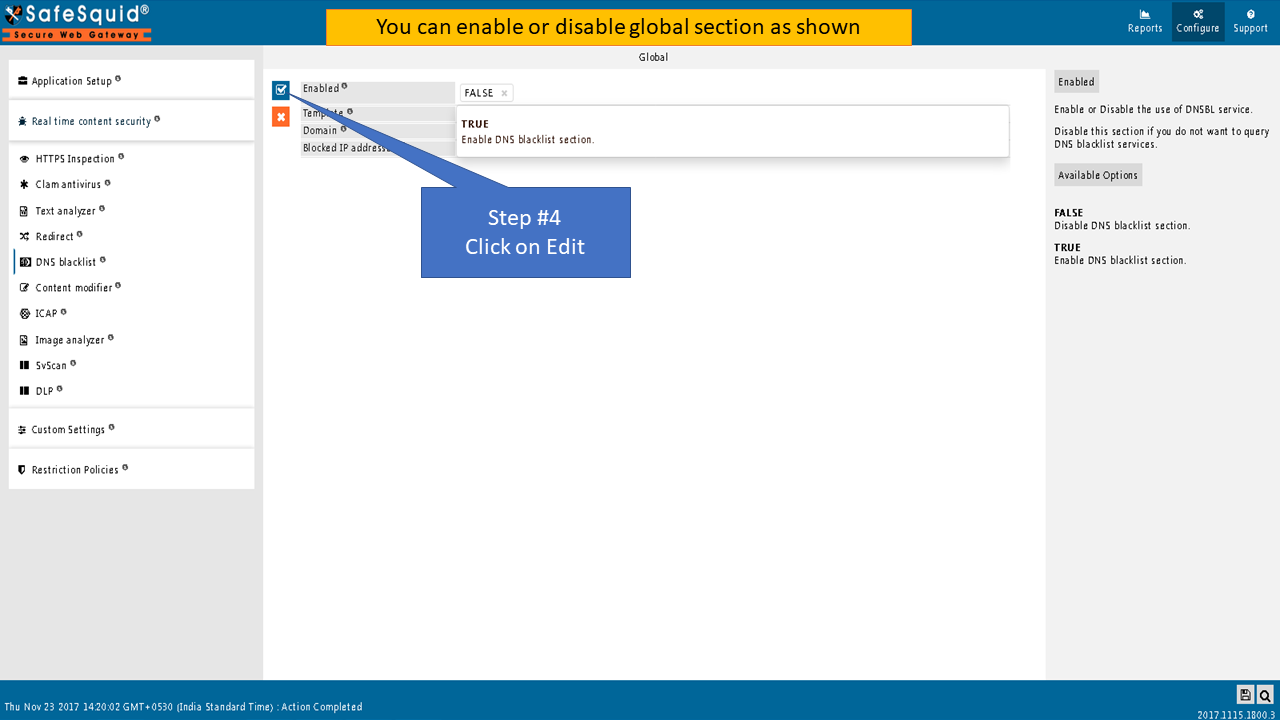 SafeSquid®
Secure Web Gateway
You can enable or disable global section as shown
Reports
Configure
Support
Global
Application Setup
Real time content security
HTTPS Inspection
Clam antivirus
Text analyzer
Redirect
DNS blacklist
Content modifier
ICAP
Image analyzer
SvScan
DLP
Custom Settings
Restriction Policies
Enabled
FALSE ×
Template
Domain
Blocked IP address
TRUE
Enable DNS blacklist section.
Step #4
Click on Edit
Enabled
Enable or Disable the use of DNSBL service.
Disable this section if you do not want to query
DNS blacklist services.
Available Options
FALSE
Disable DNS blacklist section.
TRUE
Enable DNS blacklist section.
Thu Nov 23 2017 14:20:02 GMT+0530 (India Standard Time) : Action Completed
2017.1115.1800.3